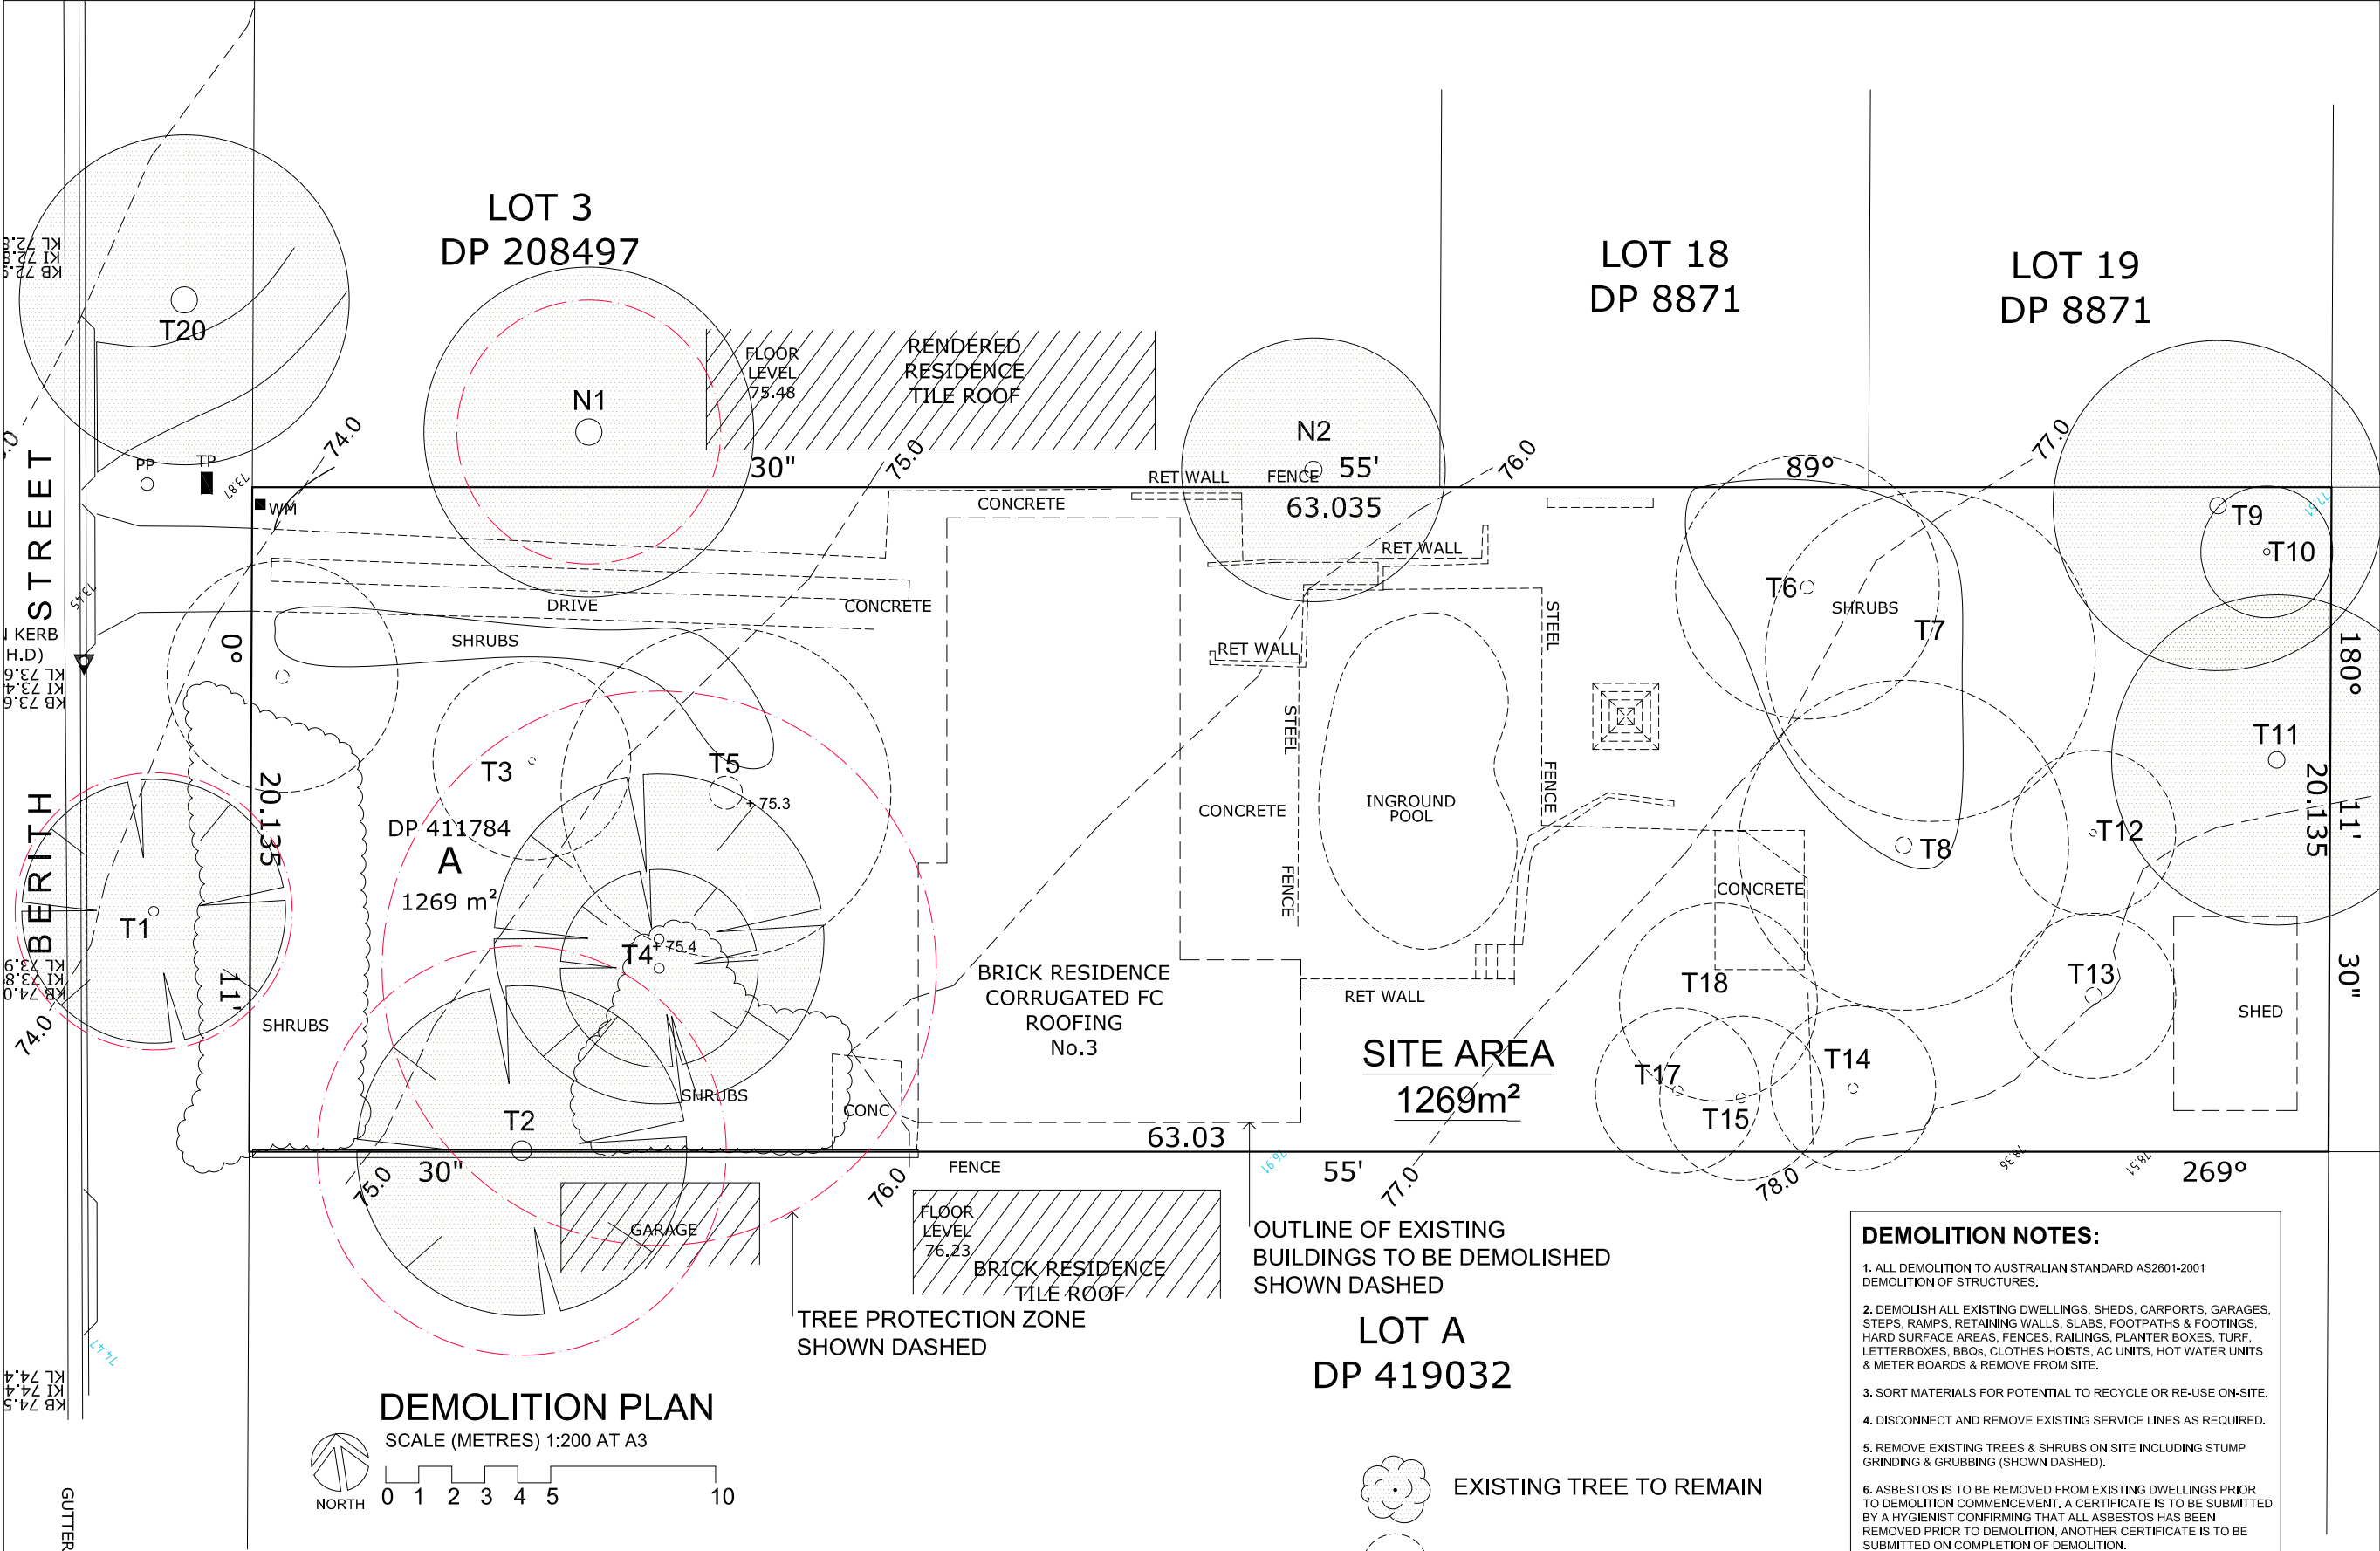 LOT 3
DP 208497
LOT 18
DP 8871
LOT 19
DP 8871
T20
N1
FLOOR
LEVEL
75.48
RENDERED
RESIDENCE
TILE ROOF
N2
PP
TP
73.87
74.0
30"
75.0
RET WALL
FENCE
55'
76.0
89°
77.0
WM
CONCRETE
63.035
T9
T10
RET WALL
BERITH STREET
73.45
DRIVE
CONCRETE
SHRUBS
KERB
H.D)
0°
RET WALL
STEEL
FENCE
STEEL
FENCE
T6
SHRUBS
T7
180°
11'
30"
T3
T5
+ 75.3
20.135
11'
DP 411784
A
1269 m²
CONCRETE
INGROUND
POOL
T11
20.135
T12
T8
CONCRETE
T1
T4
+ 75.4
BRICK RESIDENCE
CORRUGATED FC
ROOFING
No.3
RET WALL
T18
T13
SHED
74.0
SHRUBS
SITE AREA
1269m²
T17
T15
T14
SHRUBS
CONC
T2
63.03
75.0
30"
76.0
FENCE
76.91
55'
77.0
78.0
78.36
78.51
269°
GARAGE
FLOOR
LEVEL
76.23
BRICK RESIDENCE
TILE ROOF
OUTLINE OF EXISTING
BUILDINGS TO BE DEMOLISHED
SHOWN DASHED
TREE PROTECTION ZONE
SHOWN DASHED
LOT A
DP 419032
74.47
DEMOLITION PLAN
SCALE (METRES) 1:200 AT A3
NORTH
0 1 2 3 4 5 10
GUTTER
EXISTING TREE TO REMAIN
DEMOLITION NOTES:
1. ALL DEMOLITION TO AUSTRALIAN STANDARD AS2601-2001
DEMOLITION OF STRUCTURES.
2. DEMOLISH ALL EXISTING DWELLINGS, SHEDS, CARPORTS, GARAGES,
STEPS, RAMPS, RETAINING WALLS, SLABS, FOOTPATHS & FOOTINGS,
HARD SURFACE AREAS, FENCES, RAILINGS, PLANTER BOXES, TURF,
LETTERBOXES, BBQs, CLOTHES HOISTS, AC UNITS, HOT WATER UNITS
& METER BOARDS & REMOVE FROM SITE.
3. SORT MATERIALS FOR POTENTIAL TO RECYCLE OR RE-USE ON-SITE.
4. DISCONNECT AND REMOVE EXISTING SERVICE LINES AS REQUIRED.
5. REMOVE EXISTING TREES & SHRUBS ON SITE INCLUDING STUMP
GRINDING & GRUBBING (SHOWN DASHED).
6. ASBESTOS IS TO BE REMOVED FROM EXISTING DWELLINGS PRIOR
TO DEMOLITION COMMENCEMENT. A CERTIFICATE IS TO BE SUBMITTED
BY A HYGIENIST CONFIRMING THAT ALL ASBESTOS HAS BEEN
REMOVED PRIOR TO DEMOLITION, ANOTHER CERTIFICATE IS TO BE
SUBMITTED ON COMPLETION OF DEMOLITION.